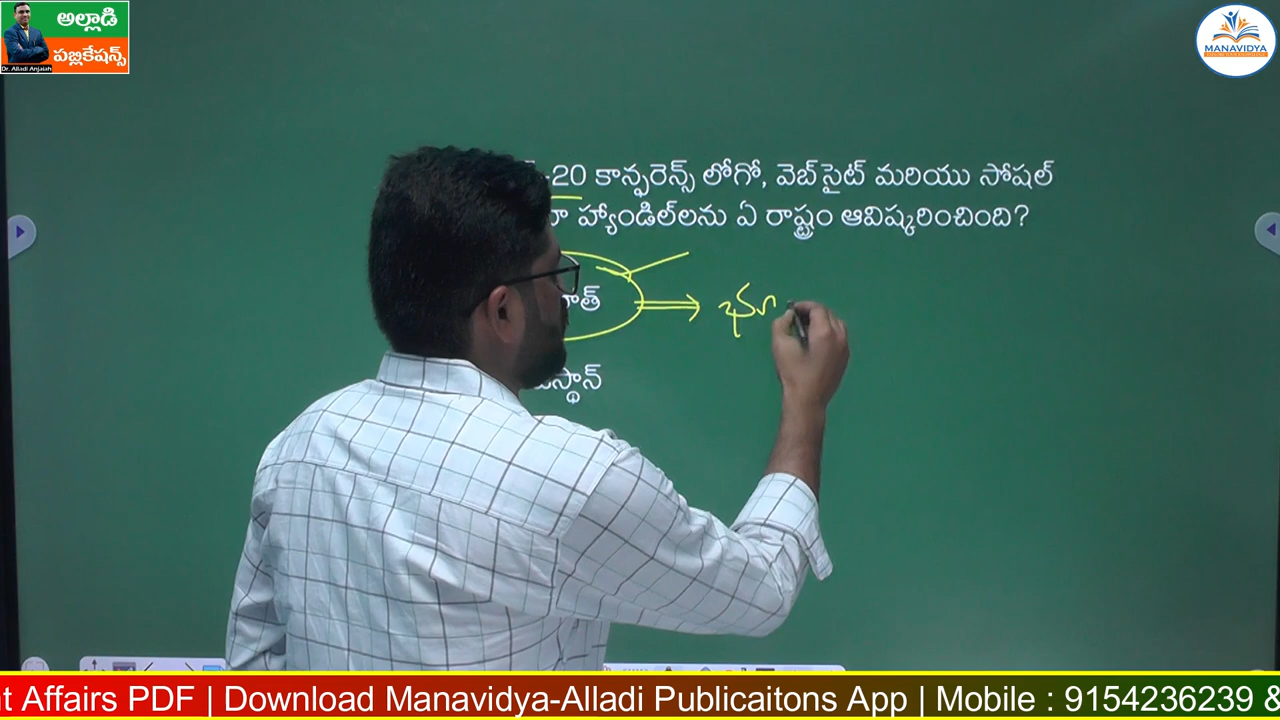 అల్లాడి
పబ్లికేషన్స్
Dr. Alladi Anjaiah
MANAVIDYA
-20 కాన్ఫరెన్స్ లోగో, వెబ్‌సైట్ మరియు సోషల్
హ్యాండిల్‌లను ఏ రాష్ట్రం ఆవిష్కరించింది?
భూ
Affairs PDF | Download Manavidya-Alladi Publicaitons App | Mobile : 9154236239 &